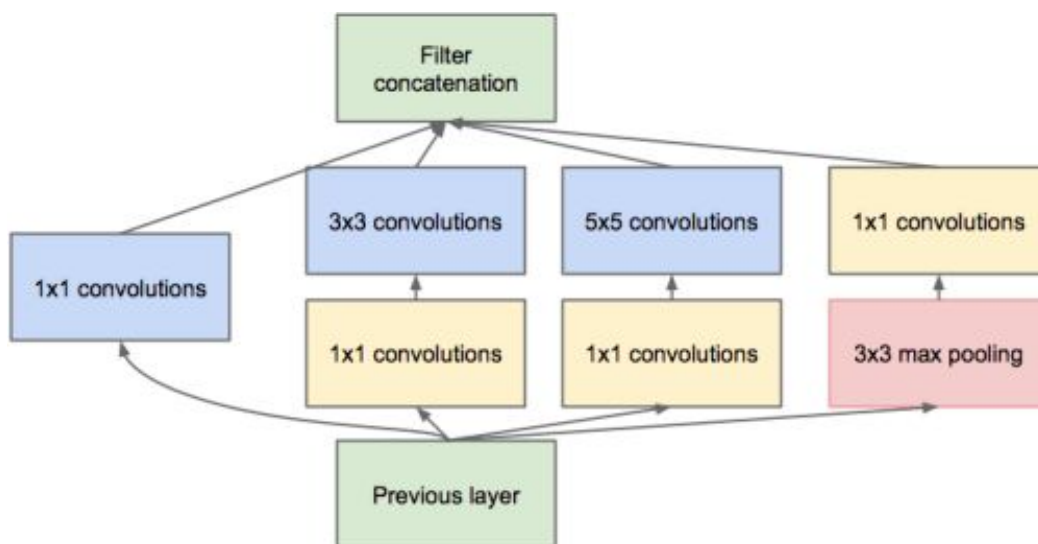 Filter
concatenation
3x3 convolutions
5x5 convolutions
1x1 convolutions
1x1 convolutions
1x1 convolutions
1x1 convolutions
3x3 max pooling
Previous layer